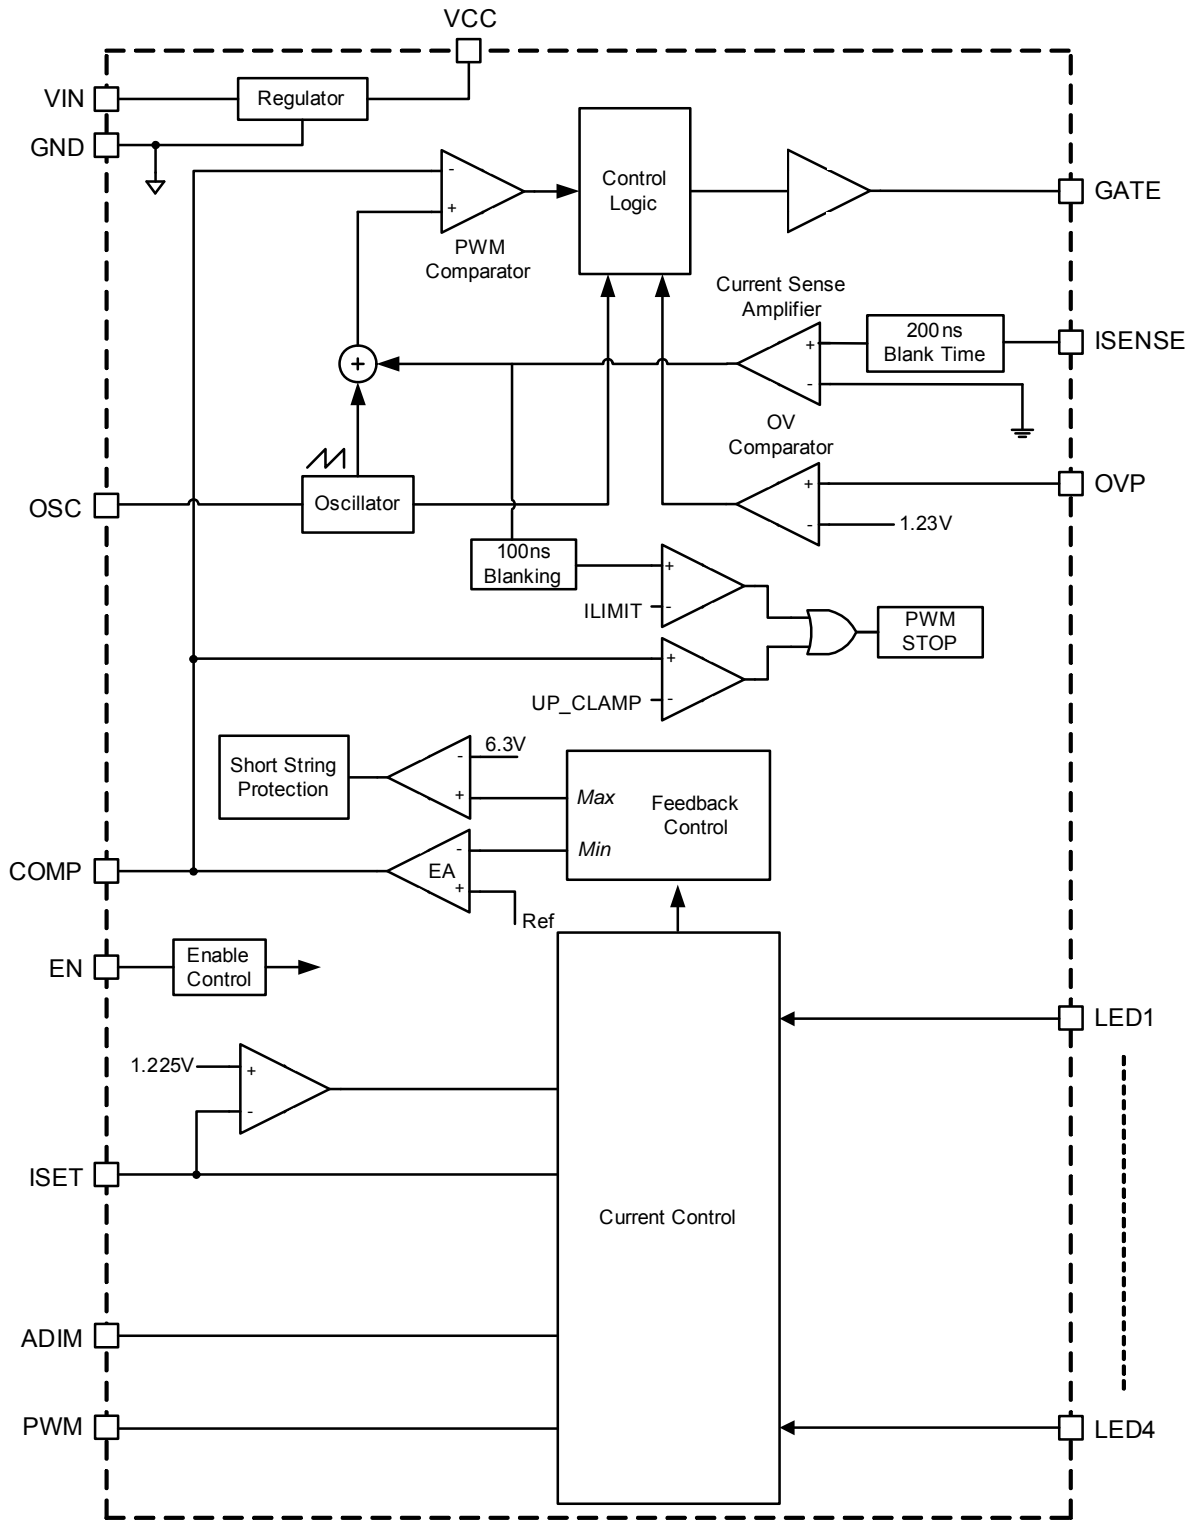 VCC
VIN
Regulator
GND
-
+
PWM
Comparator
Control
Logic
GATE
Current Sense
Amplifier
+
-
200ns
Blank Time
ISENSE
+
OV
Comparator
OSC
Oscillator
+
-
1.23V
OVP
100ns
Blanking
+
-
ILIMIT
PWM
STOP
+
-
UP_CLAMP
Short String
Protection
-
+
6.3V
Max
Min
Feedback
Control
COMP
EA
-
+
Ref
EN
Enable
Control
LED1
1.225V
+
-
ISET
Current Control
ADIM
PWM
LED4